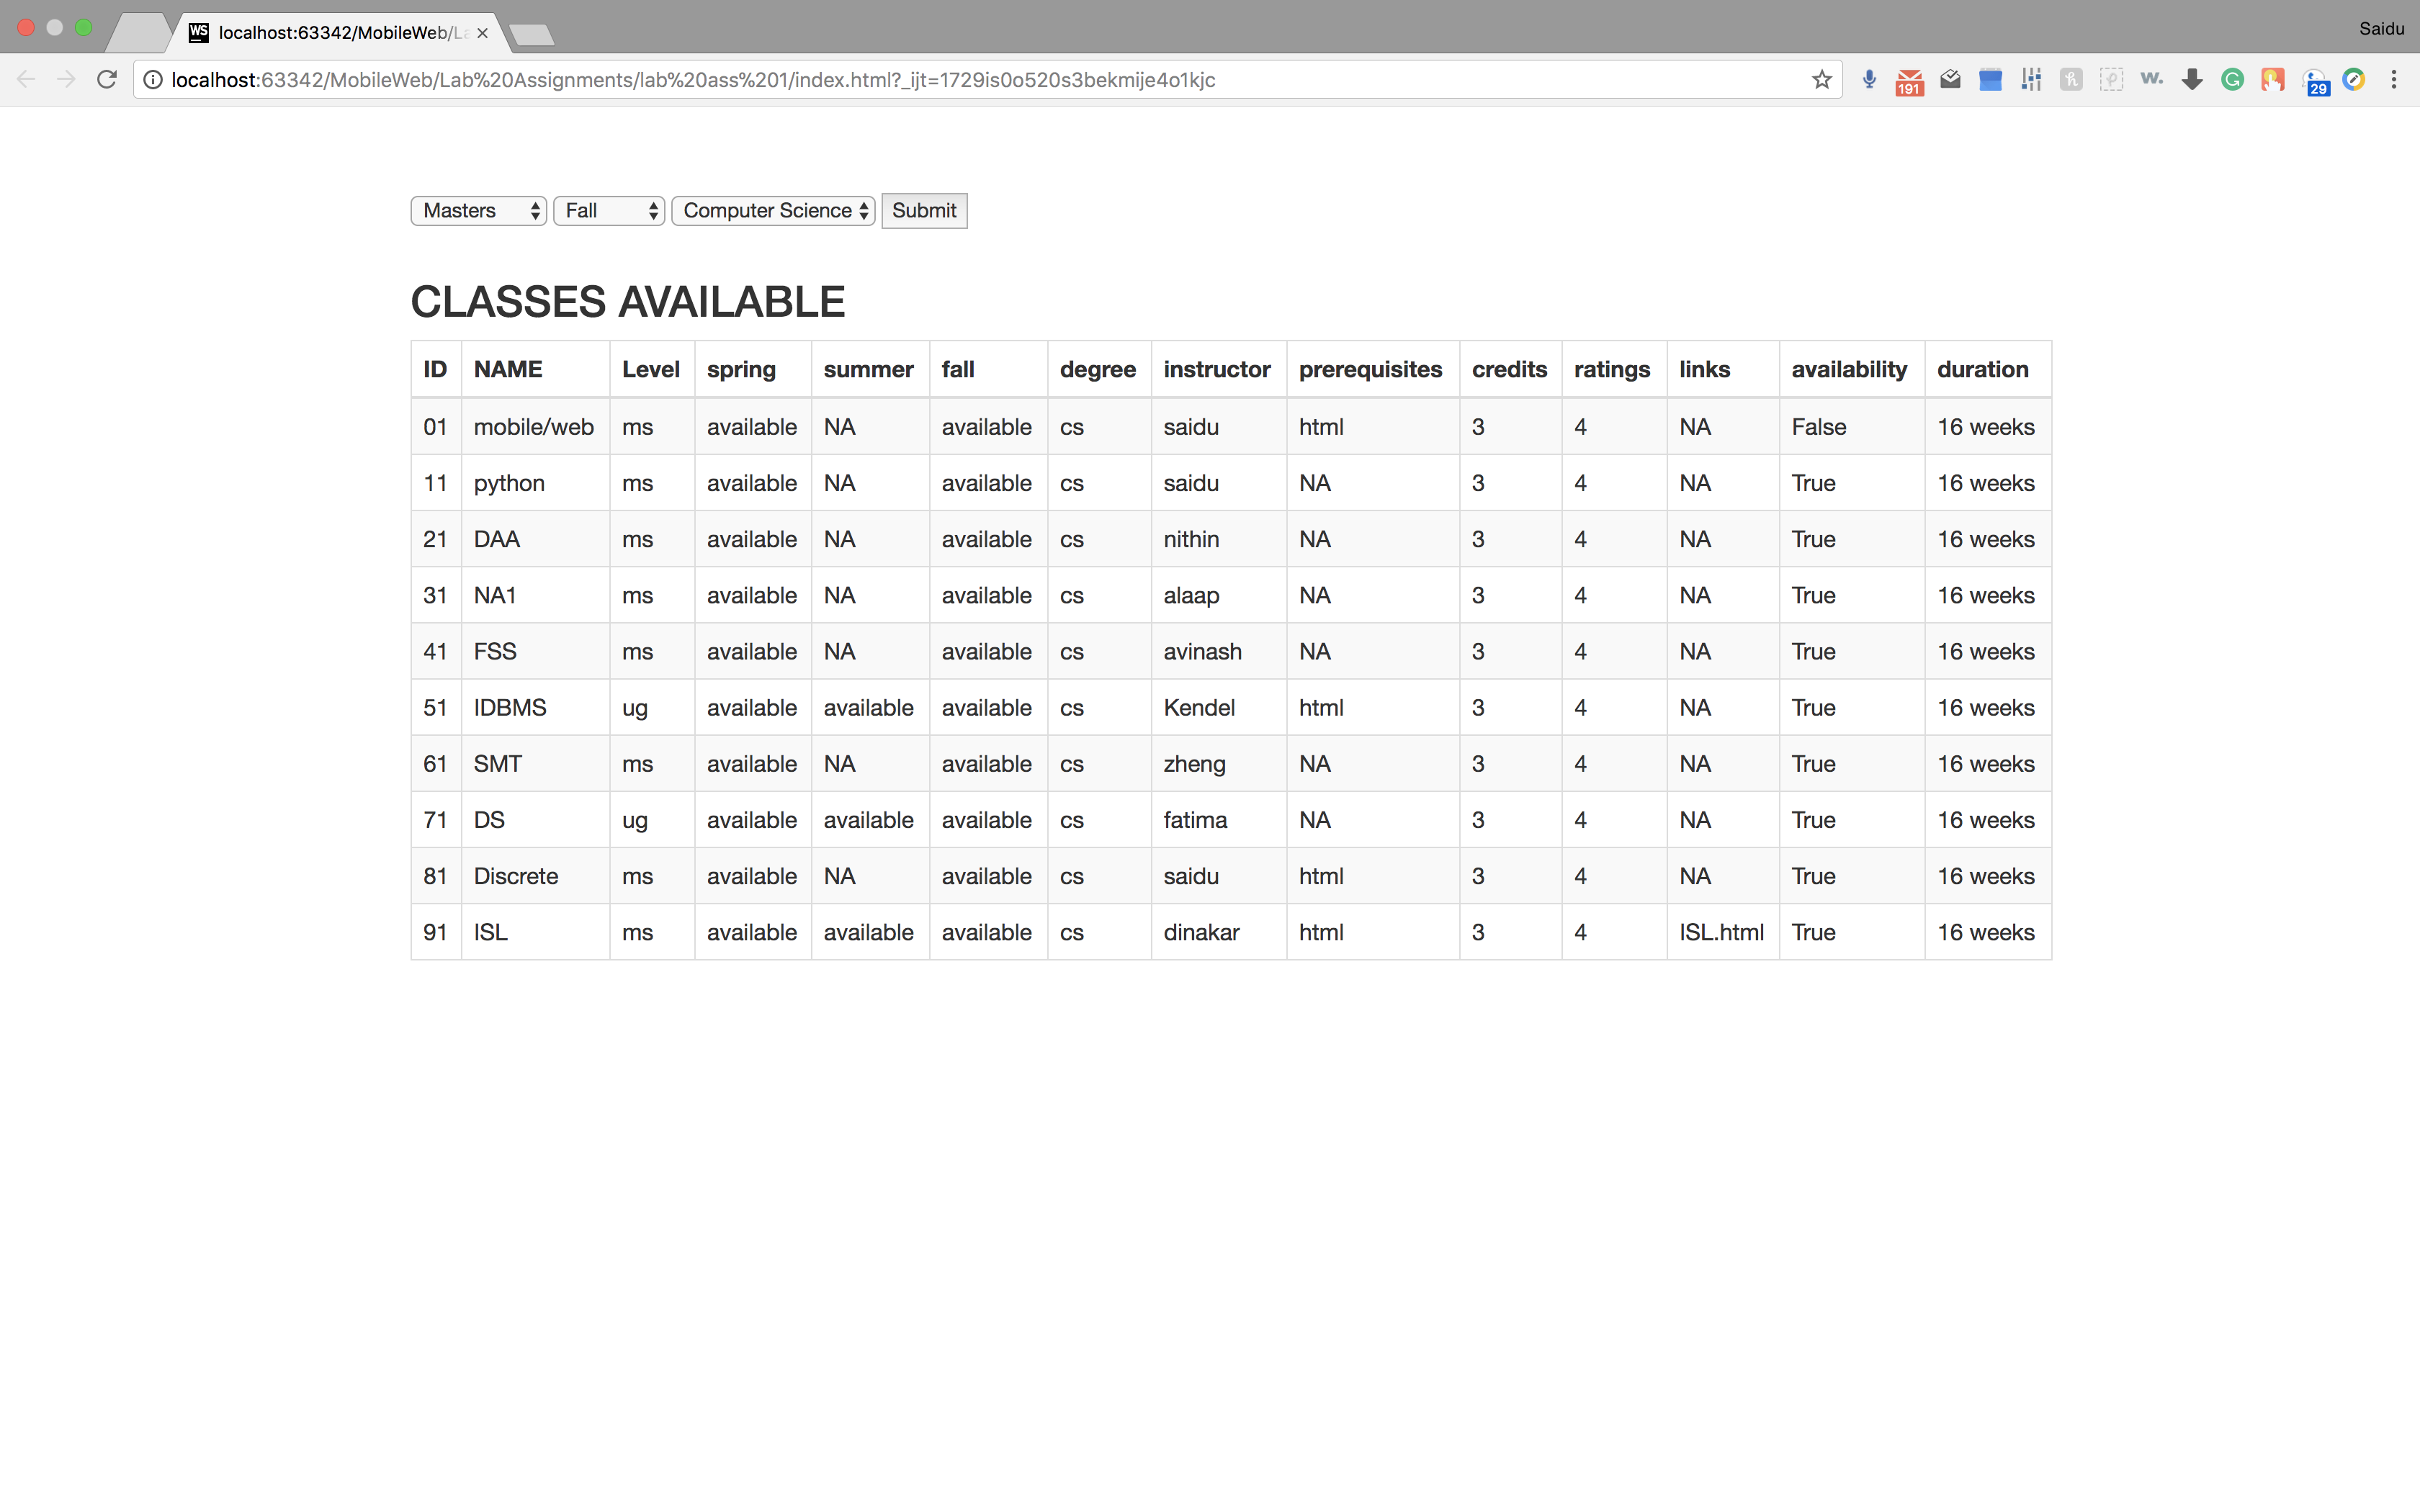 Saidu
WS localhost:63342/MobileWeb/La
localhost:63342/MobileWeb/Lab%20Assignments/lab%20ass%201/index.html?_ijt=1729is0o520s3bekmije4o1kjc 191 w. 29
Masters Fall Computer Science Submit
CLASSES AVAILABLE
ID NAME Level spring summer fall degree instructor prerequisites credits ratings links availability duration
01 mobile/web ms available NA available cs saidu html 3 4 NA False 16 weeks
11 python ms available NA available cs saidu NA 3 4 NA True 16 weeks
21 DAA ms available NA available cs nithin NA 3 4 NA True 16 weeks
31 NA1 ms available NA available cs alaap NA 3 4 NA True 16 weeks
41 FSS ms available NA available cs avinash NA 3 4 NA True 16 weeks
51 IDBMS ug available available available cs Kendel html 3 4 NA True 16 weeks
61 SMT ms available NA available cs zheng NA 3 4 NA True 16 weeks
71 DS ug available available available cs fatima NA 3 4 NA True 16 weeks
81 Discrete ms available NA available cs saidu html 3 4 NA True 16 weeks
91 ISL ms available available available cs dinakar html 3 4 ISL.html True 16 weeks